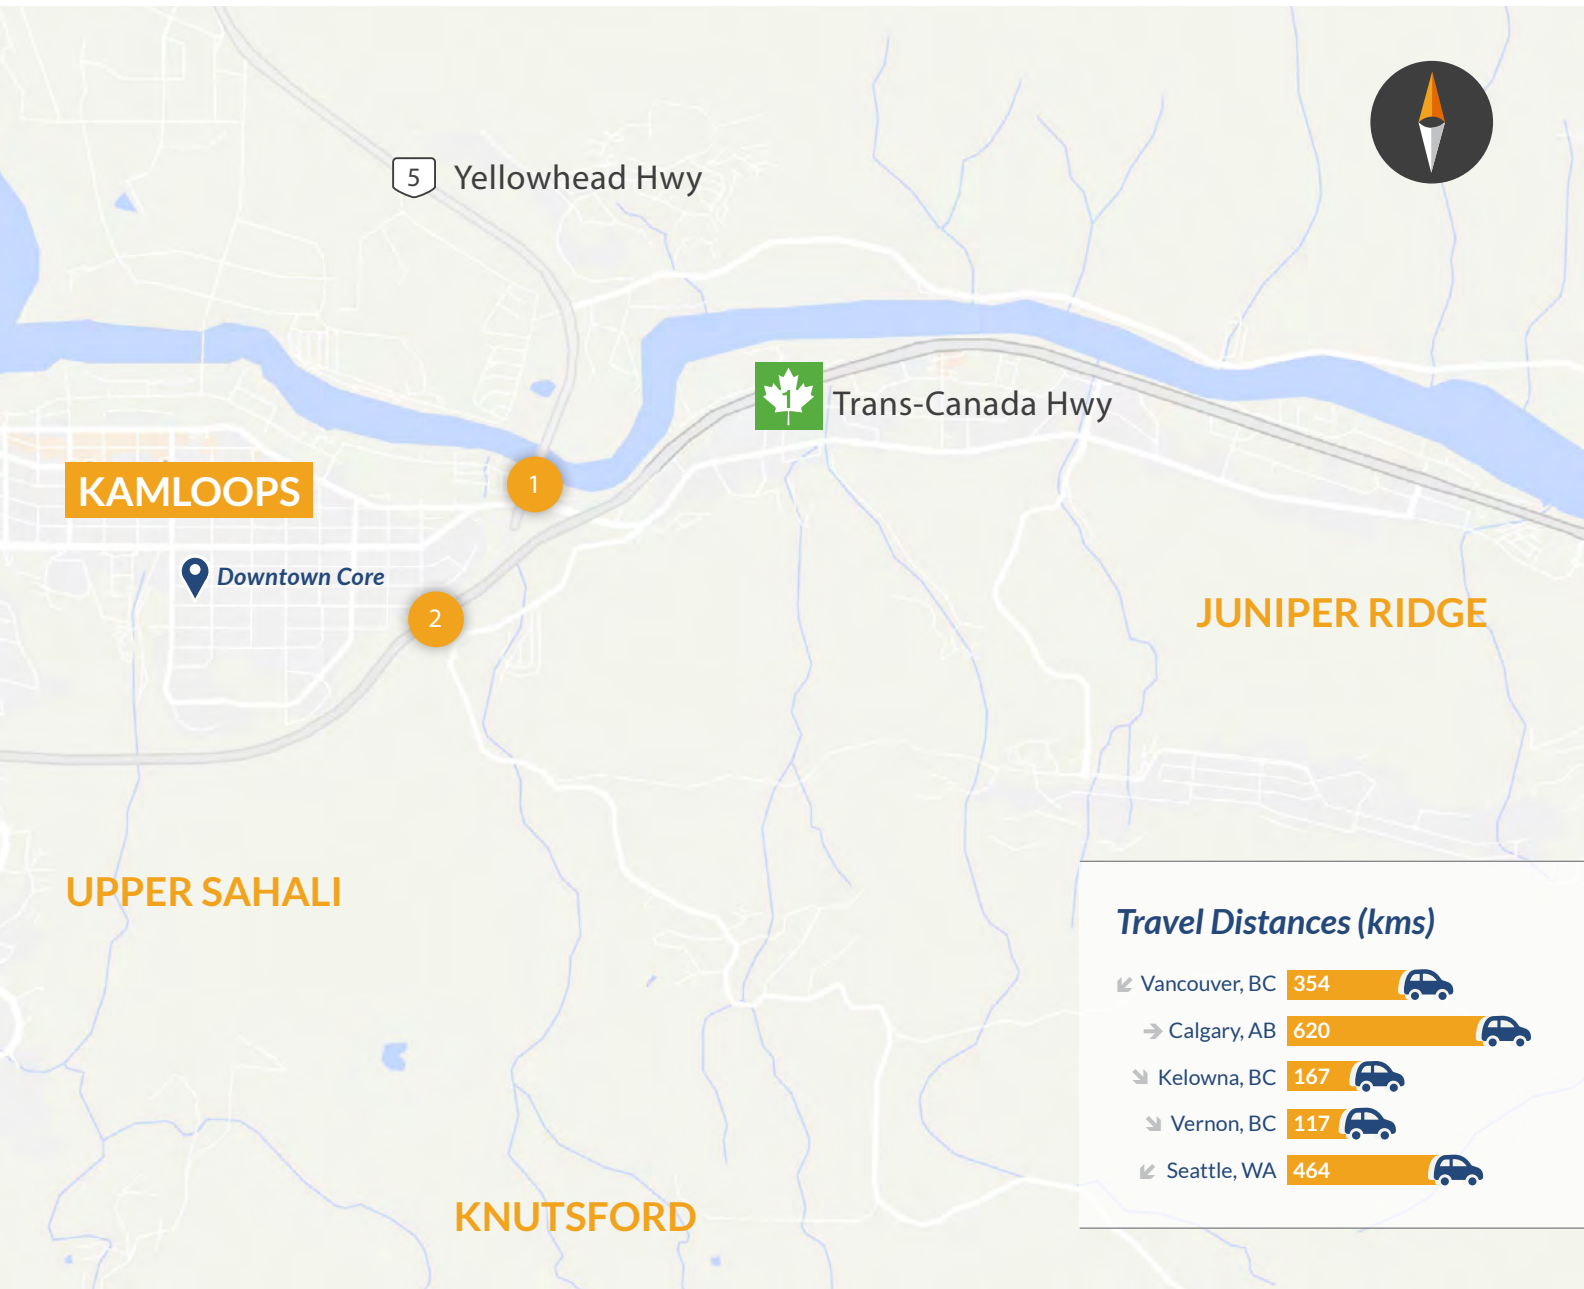 5 Yellowhead Hwy
1 Trans-Canada Hwy
KAMLOOPS
1
Downtown Core
2
JUNIPER RIDGE
UPPER SAHALI
Travel Distances (kms)
Vancouver, BC 354
Calgary, AB 620
Kelowna, BC 167
Vernon, BC 117
Seattle, WA 464
KNUTSFORD